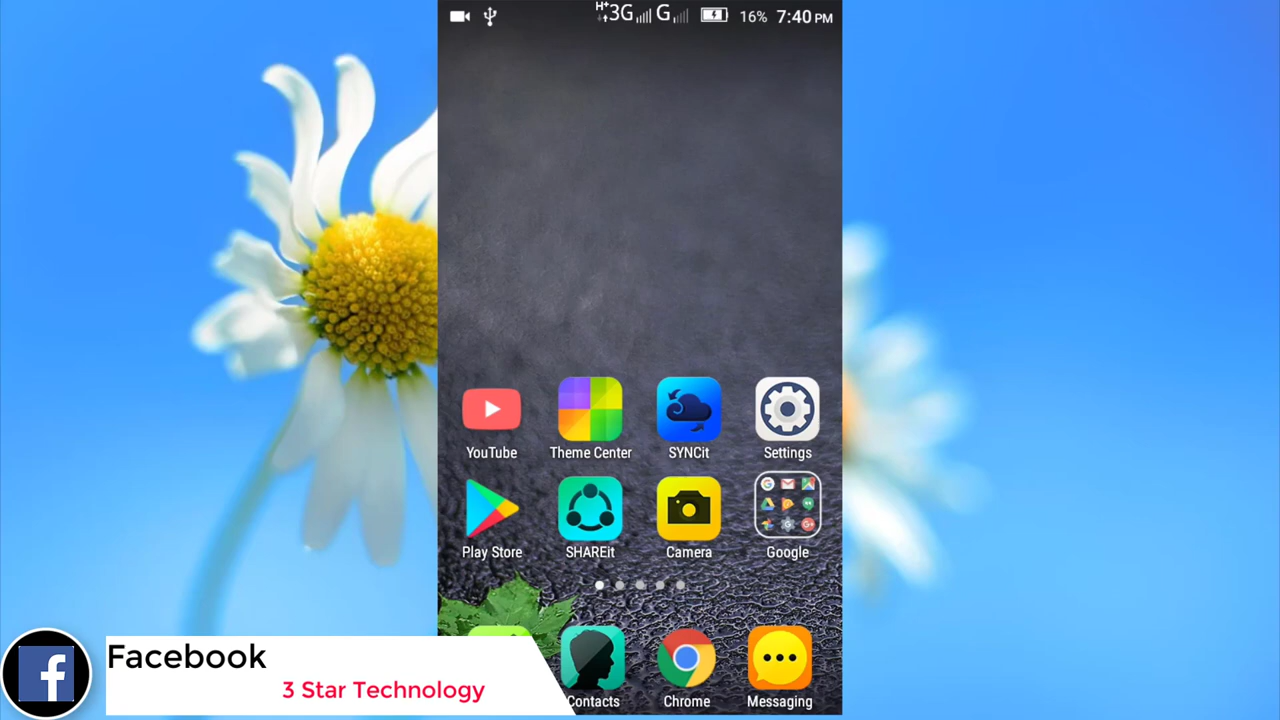 H+ 3G G 16% 7:40 PM
YouTube Theme Center SYNCit Settings
Play Store SHAREit Camera Google
Contacts Chrome Messaging
Facebook
3 Star Technology